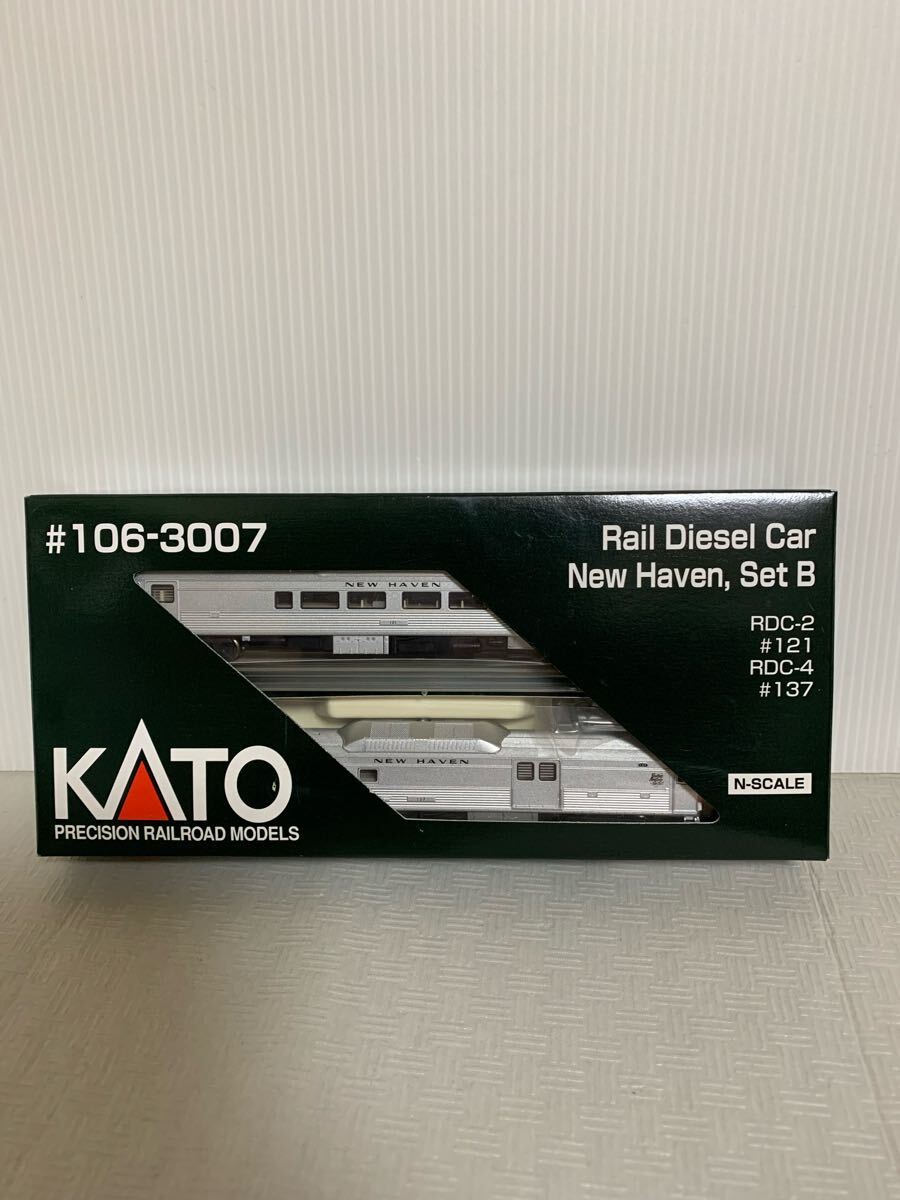 #106-3007
Rail Diesel Car
New Haven, Set B
RDC-2
#121
RDC-4
#137
NEW HAVEN
NEW HAVEN
KATO
PRECISION RAILROAD MODELS
N-SCALE